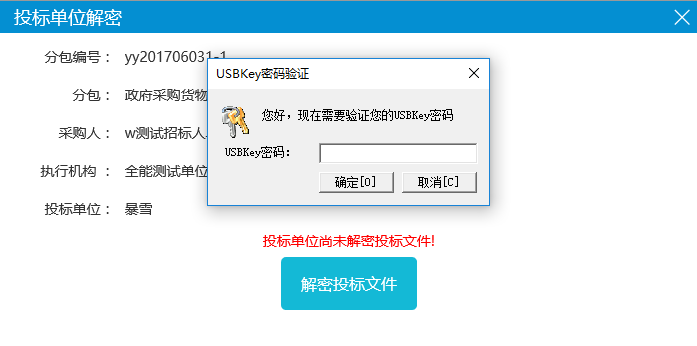 投标单位解密
分包编号： yy201706031-1
USBKey密码验证
分包： 政府采购货物
您好，现在需要验证您的USBKey密码
采购人： w测试招标人
USBKey密码：
执行机构 ： 全能测试单位
确定[O] 取消[C]
投标单位： 暴雪
投标单位尚未解密投标文件!
解密投标文件